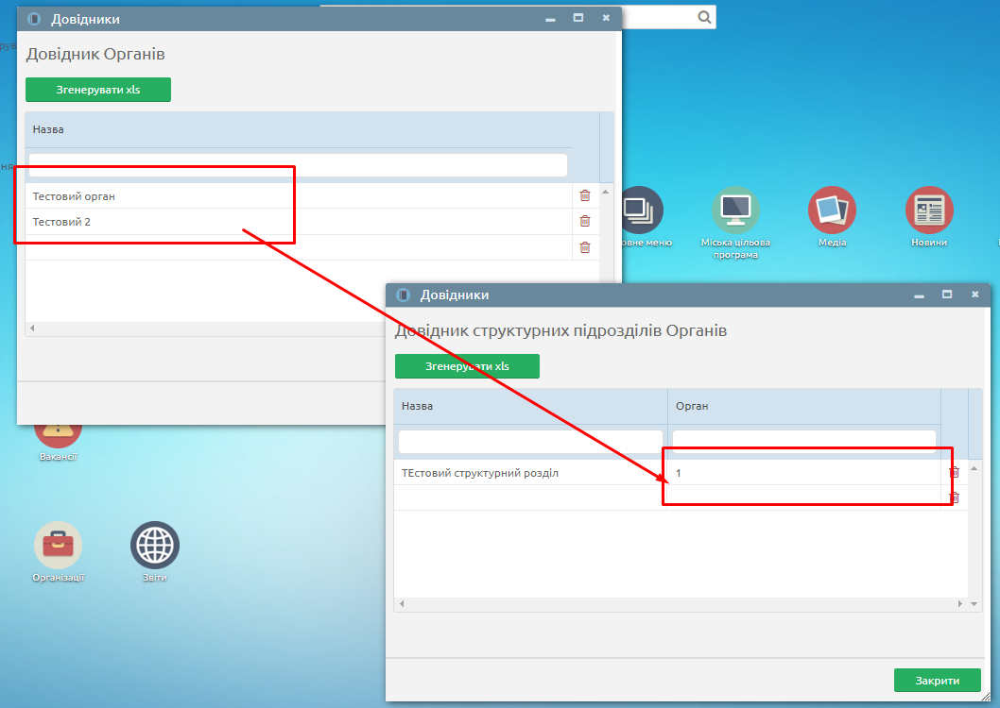 Довідники
Довідник Органів
Згенерувати xls
Назва
Тестовий орган
Тестовий 2
овне меню
Міська цільова
програма
Медіа
Новини
Довідники
Довідник структурних підрозділів Органів
Згенерувати xls
Назва
Орган
ТЕстовий структурний розділ
1
Вакансії
Організації
Звіти
Закрити